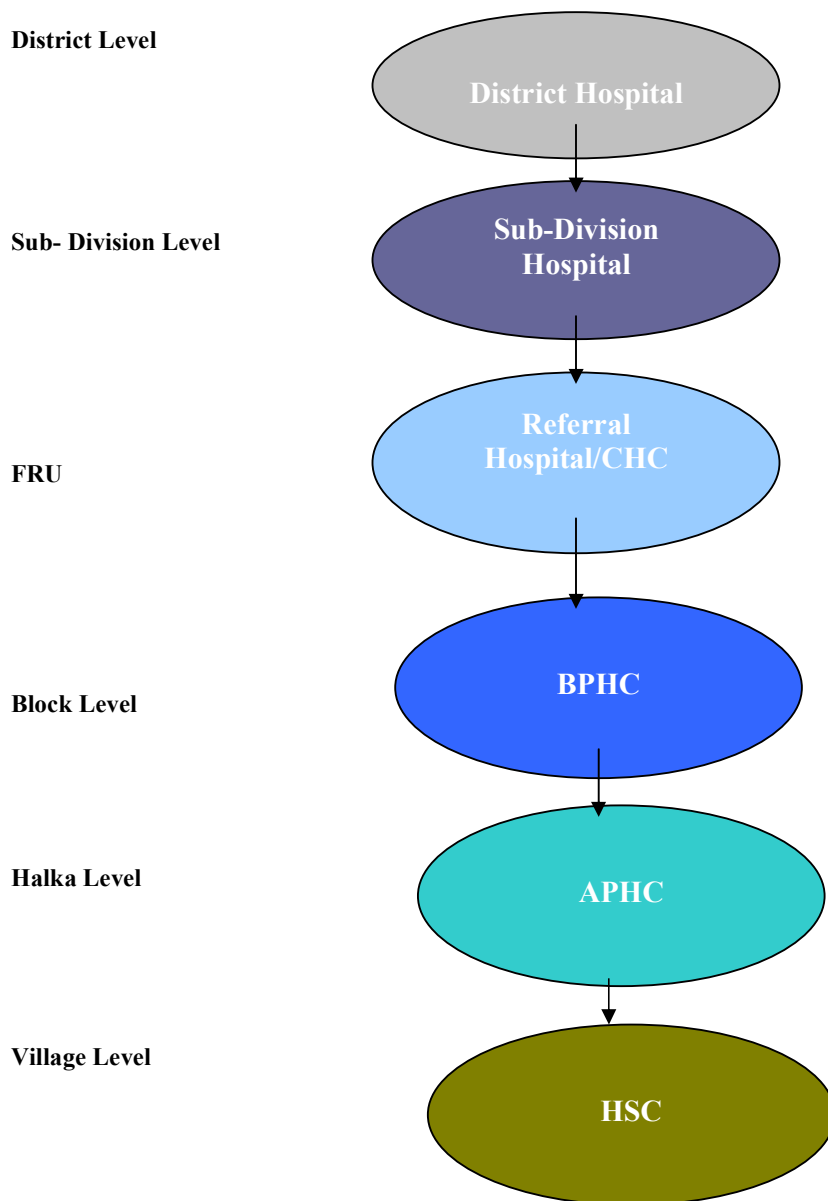 District Level
District Hospital
Sub- Division Level
Sub-Division
Hospital
Referral
Hospital/CHC
FRU
BPHC
Block Level
Halka Level
APHC
Village Level
HSC